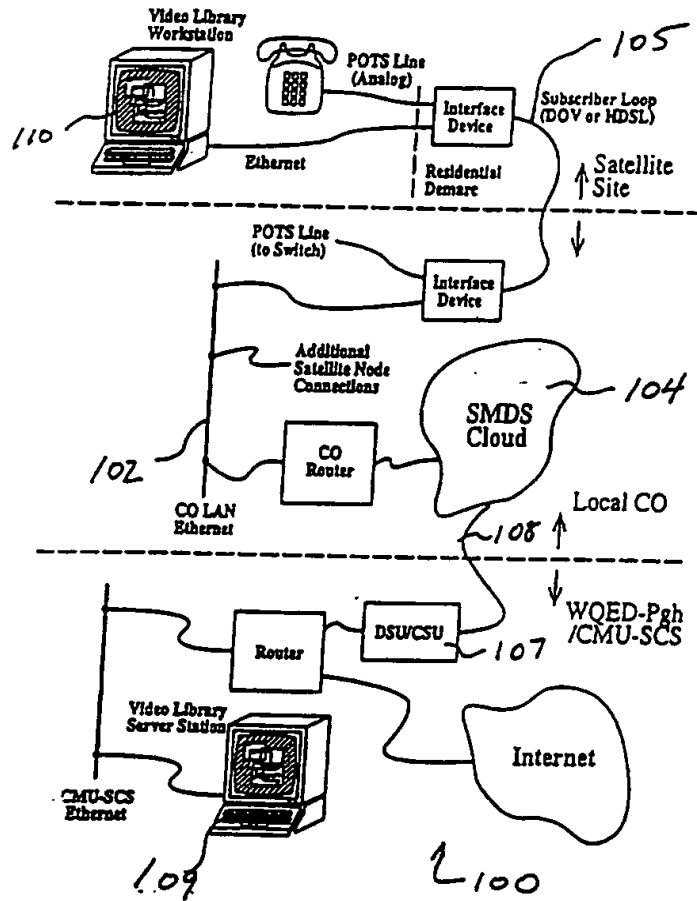 Video Library
Workstation
POTS Line
(Analog)
105
Interface
Device
Subscriber Loop
(DOV or HDSL)
110
Ethernet
Residential
Demare
Satellite
Site
POTS Line
(to Switch)
Interface
Device
Additional
Satellite Node
Connections
104
SMDS
Cloud
102
CO
Router
CO LAN
Ethernet
108
Local CO
WQED-Pgh
/CMU-SCS
DSU/CSU
107
Router
Video Library
Server Station
Internet
CMU-SCS
Ethernet
109
100